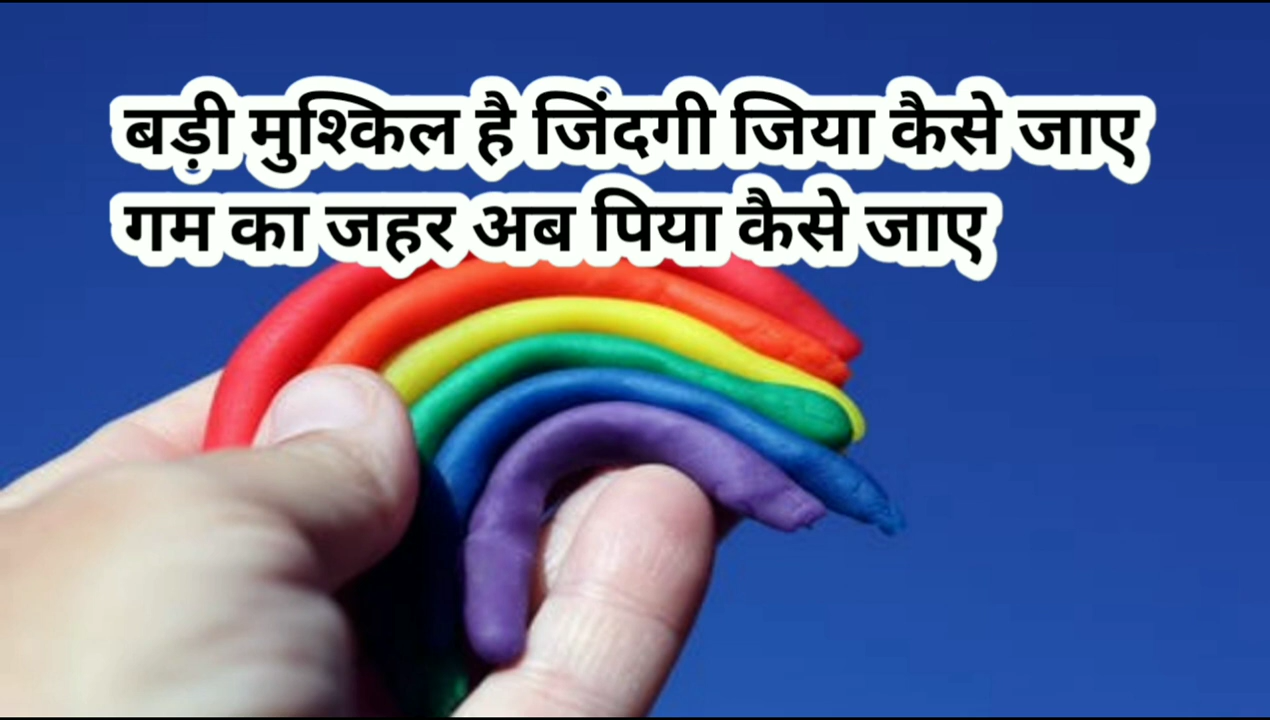 बड़ी मुश्किल है जिंदगी जिया कैसे जाए
गम का जहर अब पिया कैसे जाए